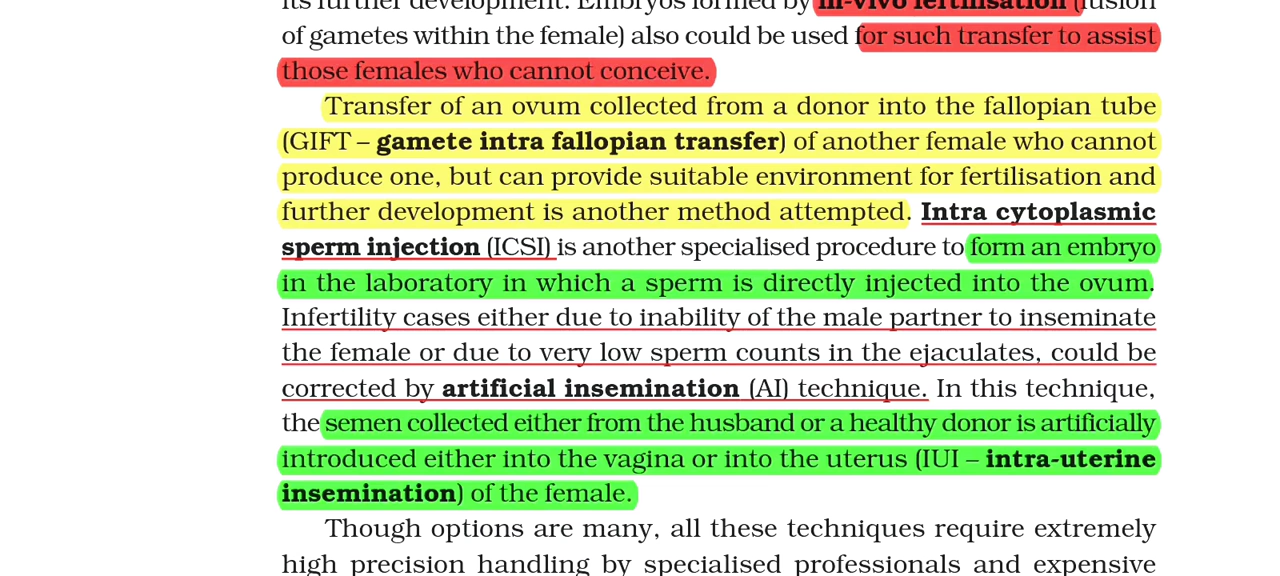 its further development. Embryos formed by in-vivo fertilisation (fusion
of gametes within the female) also could be used for such transfer to assist
those females who cannot conceive.
Transfer of an ovum collected from a donor into the fallopian tube
(GIFT – gamete intra fallopian transfer) of another female who cannot
produce one, but can provide suitable environment for fertilisation and
further development is another method attempted. Intra cytoplasmic
sperm injection (ICSI) is another specialised procedure to form an embryo
in the laboratory in which a sperm is directly injected into the ovum.
Infertility cases either due to inability of the male partner to inseminate
the female or due to very low sperm counts in the ejaculates, could be
corrected by artificial insemination (AI) technique. In this technique,
the semen collected either from the husband or a healthy donor is artificially
introduced either into the vagina or into the uterus (IUI – intra-uterine
insemination) of the female.
Though options are many, all these techniques require extremely
high precision handling by specialised professionals and expensive